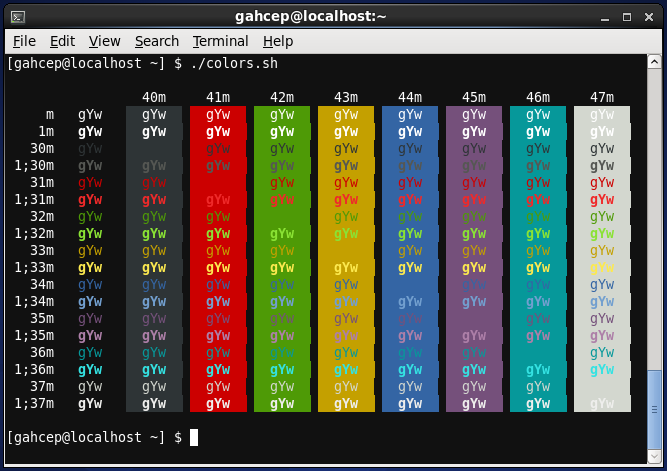 gahcep@localhost:~
File Edit View Search Terminal Help
[gahcep@localhost ~] $ ./colors.sh
40m 41m 42m 43m 44m 45m 46m 47m
m gYw gYw gYw gYw gYw gYw gYw gYw gYw
1m gYw gYw gYw gYw gYw gYw gYw gYw gYw
30m gYw gYw gYw gYw gYw gYw gYw gYw
1;30m gYw gYw gYw gYw gYw gYw gYw gYw gYw
31m gYw gYw gYw gYw gYw gYw gYw gYw
1;31m gYw gYw gYw gYw gYw gYw gYw gYw gYw
32m gYw gYw gYw gYw gYw gYw gYw gYw
1;32m gYw gYw gYw gYw gYw gYw gYw gYw gYw
33m gYw gYw gYw gYw gYw gYw gYw gYw
1;33m gYw gYw gYw gYw gYw gYw gYw gYw gYw
34m gYw gYw gYw gYw gYw gYw gYw gYw
1;34m gYw gYw gYw gYw gYw gYw gYw gYw gYw
35m gYw gYw gYw gYw gYw gYw gYw gYw
1;35m gYw gYw gYw gYw gYw gYw gYw gYw gYw
36m gYw gYw gYw gYw gYw gYw gYw gYw
1;36m gYw gYw gYw gYw gYw gYw gYw gYw gYw
37m gYw gYw gYw gYw gYw gYw gYw gYw
1;37m gYw gYw gYw gYw gYw gYw gYw gYw gYw
[gahcep@localhost ~] $